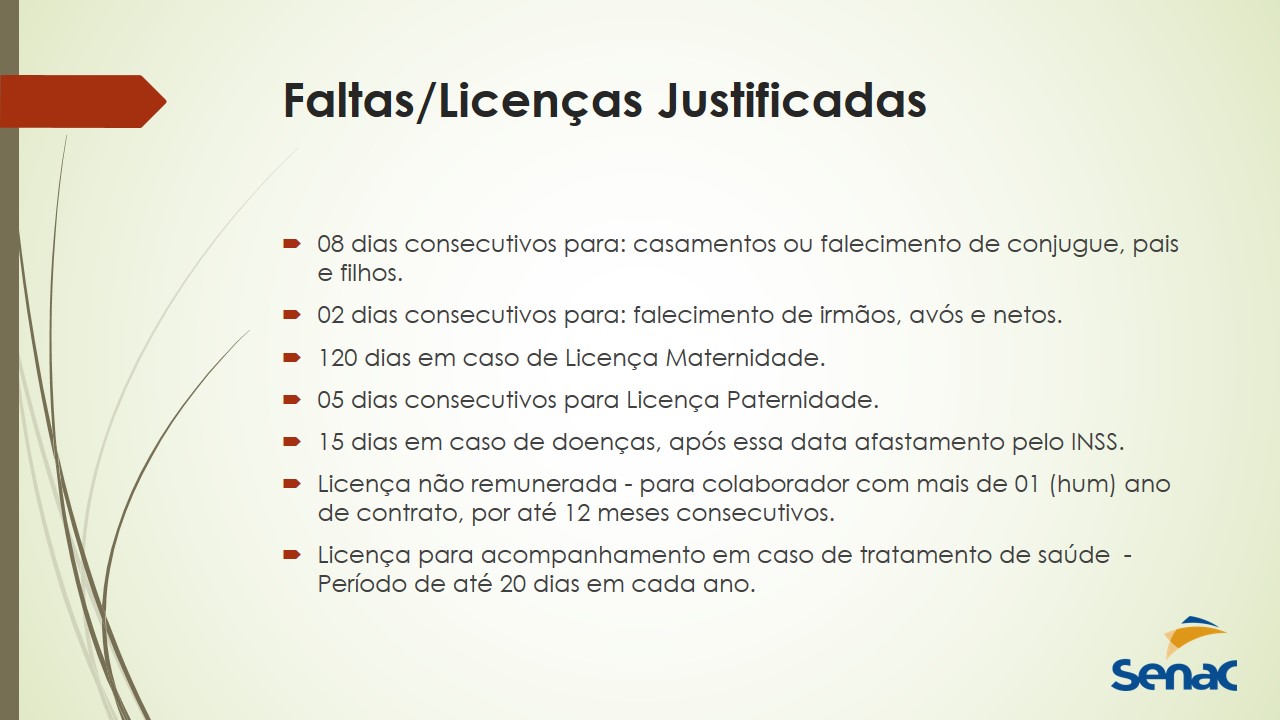 Faltas/Licenças Justificadas
08 dias consecutivos para: casamentos ou falecimento de conjugue, pais
e filhos.
02 dias consecutivos para: falecimento de irmãos, avós e netos.
120 dias em caso de Licença Maternidade.
05 dias consecutivos para Licença Paternidade.
15 dias em caso de doenças, após essa data afastamento pelo INSS.
Licença não remunerada - para colaborador com mais de 01 (hum) ano
de contrato, por até 12 meses consecutivos.
Licença para acompanhamento em caso de tratamento de saúde  -
Período de até 20 dias em cada ano.
Senac